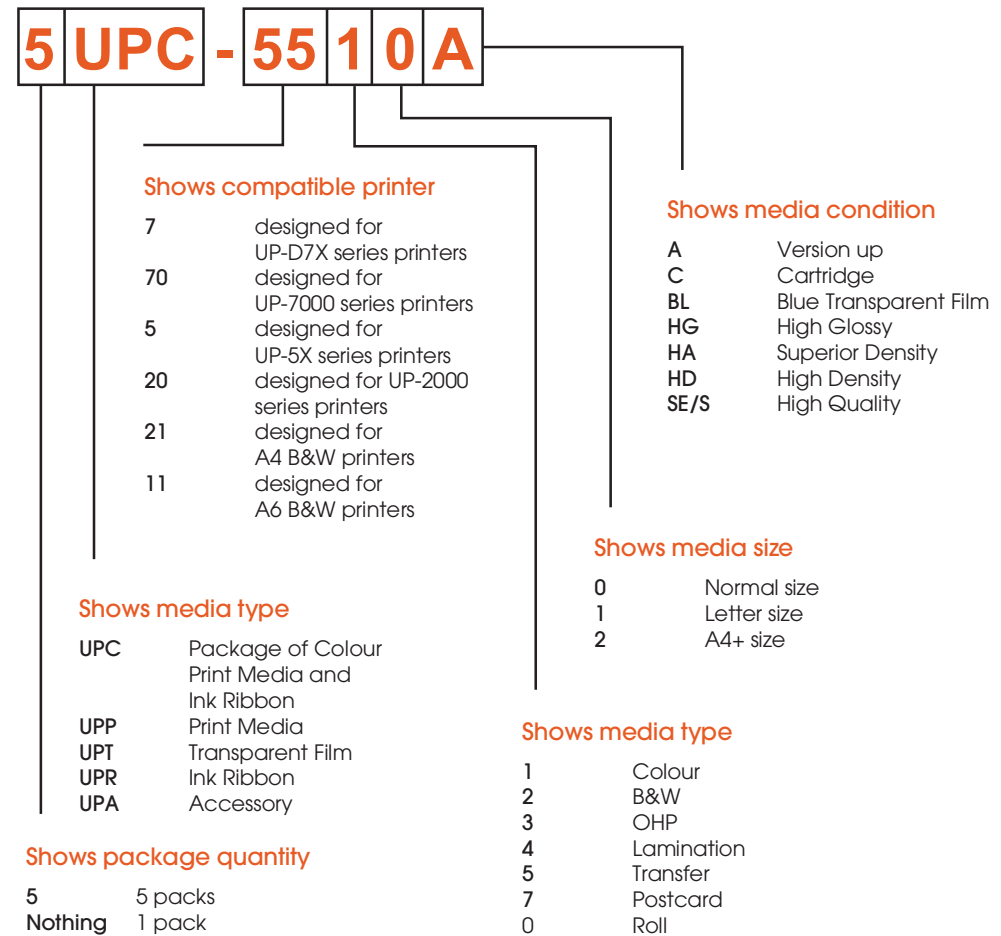 5 UPC - 55 1 0 A
Shows compatible printer
7 designed for
UP-D7X series printers
70 designed for
UP-7000 series printers
5 designed for
UP-5X series printers
20 designed for UP-2000
series printers
21 designed for
A4 B&W printers
11 designed for
A6 B&W printers
Shows media condition
A Version up
C Cartridge
BL Blue Transparent Film
HG High Glossy
HA Superior Density
HD High Density
SE/S High Quality
Shows media size
0 Normal size
1 Letter size
2 A4+ size
Shows media type
UPC Package of Colour
Print Media and
Ink Ribbon
UPP Print Media
UPT Transparent Film
UPR Ink Ribbon
UPA Accessory
Shows media type
1 Colour
2 B&W
3 OHP
4 Lamination
5 Transfer
7 Postcard
0 Roll
Shows package quantity
5 5 packs
Nothing 1 pack